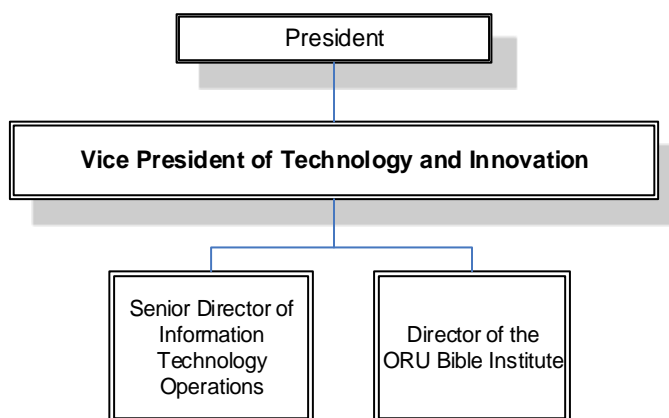 President
Vice President of Technology and Innovation
Senior Director of
Information
Technology
Operations
Director of the
ORU Bible Institute